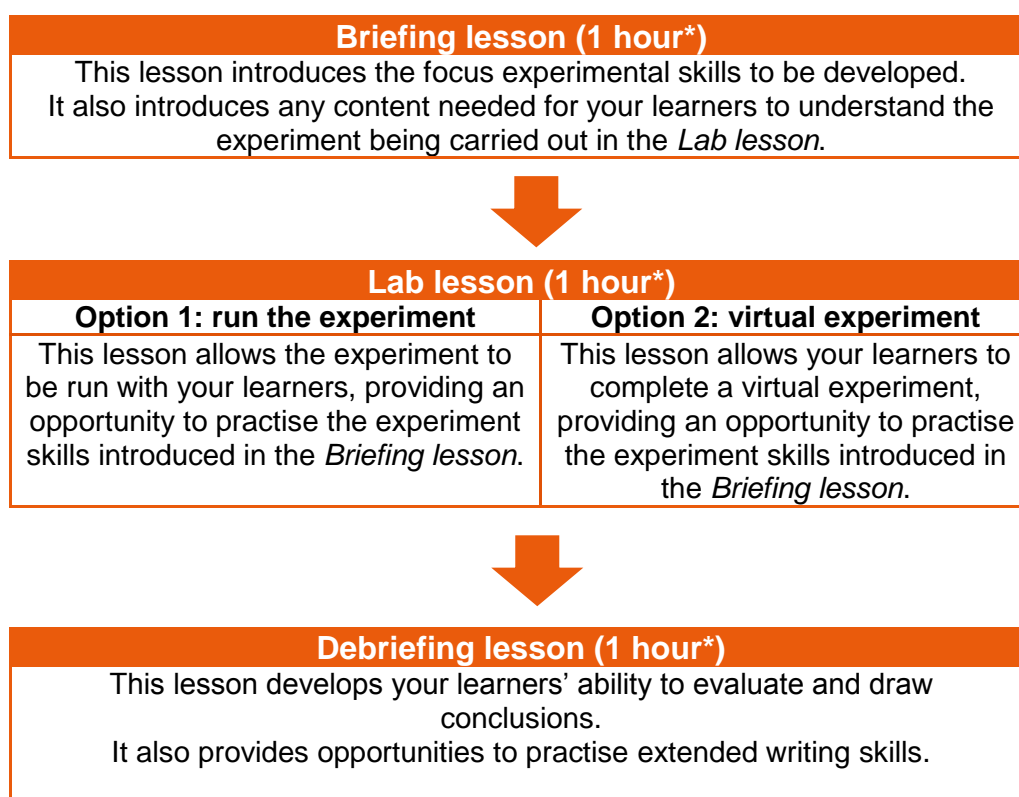 Briefing lesson (1 hour*)
This lesson introduces the focus experimental skills to be developed.
It also introduces any content needed for your learners to understand the
experiment being carried out in the Lab lesson.
Lab lesson (1 hour*)
Option 1: run the experiment
This lesson allows the experiment to
be run with your learners, providing an
opportunity to practise the experiment
skills introduced in the Briefing lesson.
Option 2: virtual experiment
This lesson allows your learners to
complete a virtual experiment,
providing an opportunity to practise
the experiment skills introduced in
the Briefing lesson.
Debriefing lesson (1 hour*)
This lesson develops your learners’ ability to evaluate and draw
conclusions.
It also provides opportunities to practise extended writing skills.